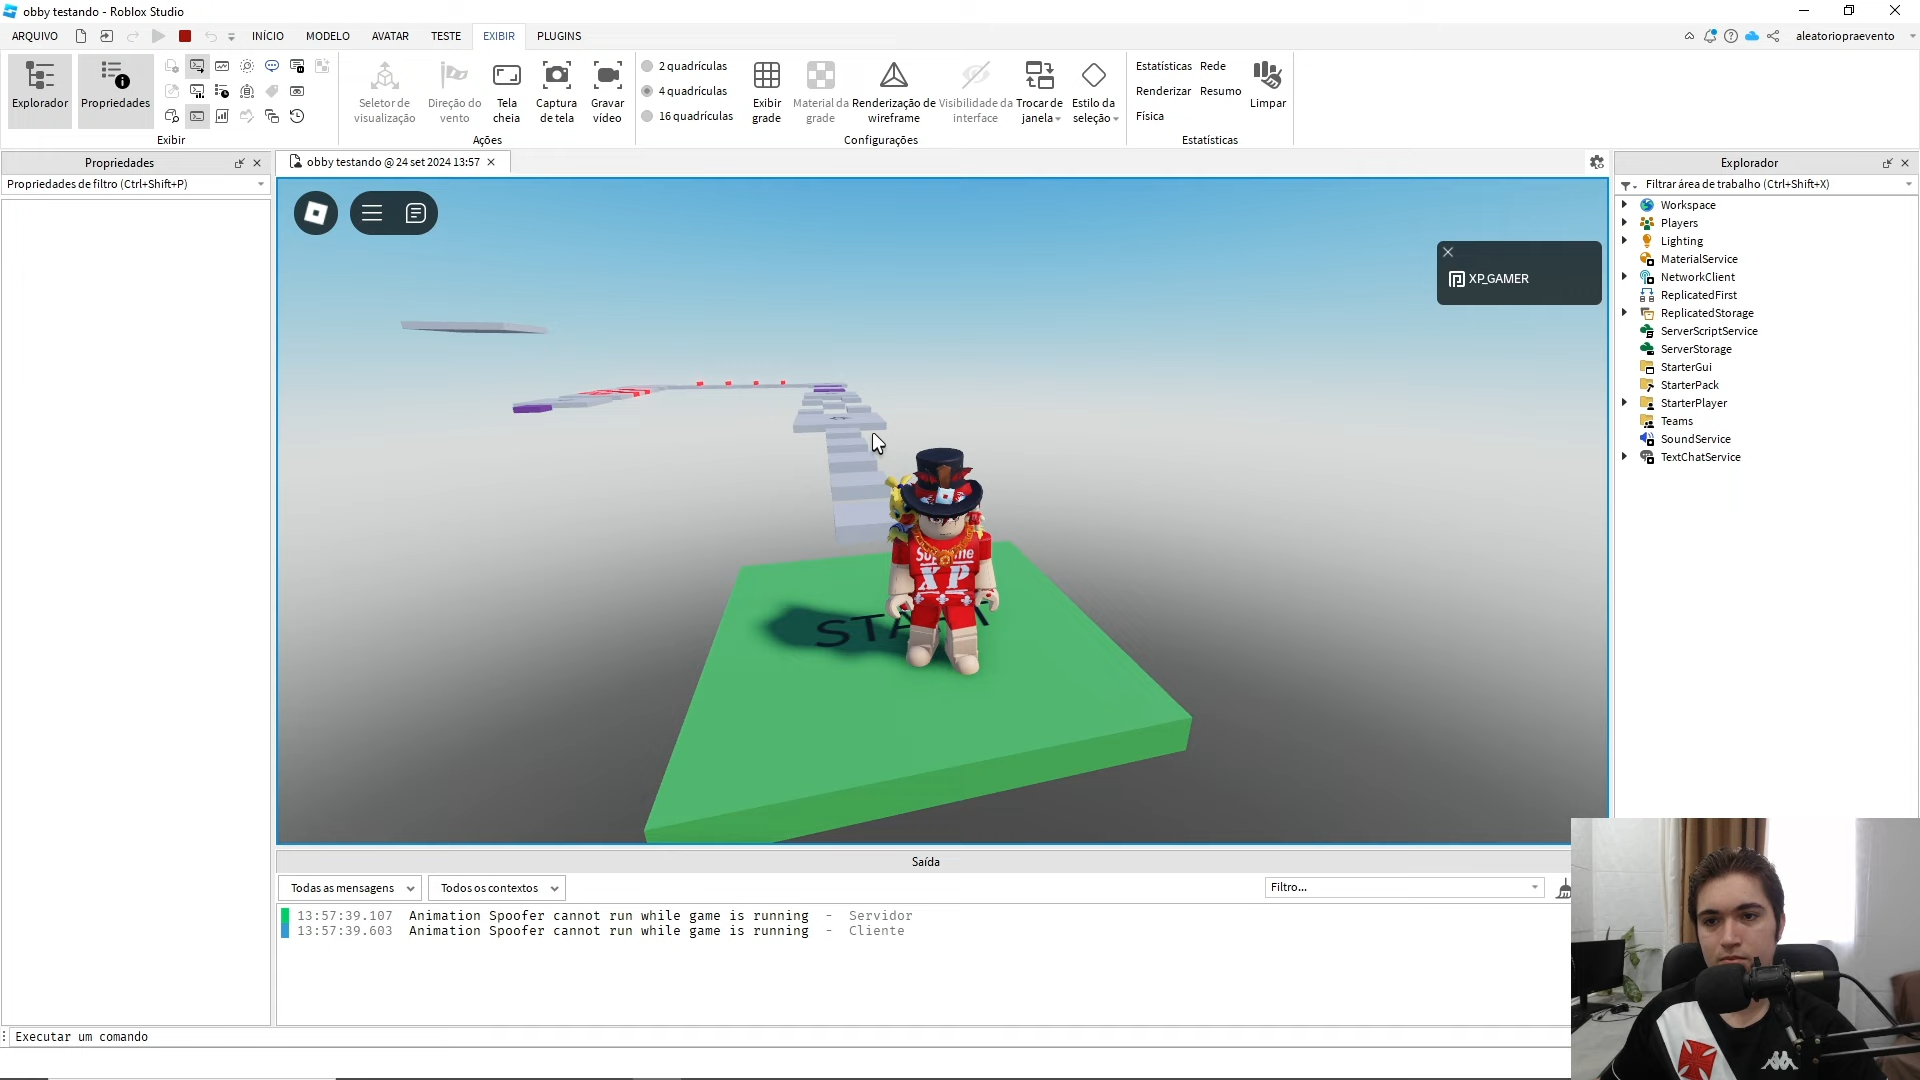 obby testando - Roblox Studio
ARQUIVO INÍCIO MODELO AVATAR TESTE EXIBIR PLUGINS aleatoriopraevento
Explorador Propriedades
Exibir
Seletor de visualização
Direção do vento
Tela cheia
Captura de tela
Gravar vídeo
Ações
2 quadrículas
4 quadrículas
16 quadrículas
Exibir grade
Material da grade
Renderização de wireframe
Visibilidade da interface
Trocar de janela
Estilo da seleção
Configurações
Estatísticas Rede
Renderizar Resumo
Física
Limpar
Estatísticas
Propriedades
Propriedades de filtro (Ctrl+Shift+P)
obby testando @ 24 set 2024 13:57
XP_GAMER
Supreme
XP
START
Explorador
Filtrar área de trabalho (Ctrl+Shift+X)
Workspace
Players
Lighting
MaterialService
NetworkClient
ReplicatedFirst
ReplicatedStorage
ServerScriptService
ServerStorage
StarterGui
StarterPack
StarterPlayer
Teams
SoundService
TextChatService
Saída
Todas as mensagens Todos os contextos Filtro...
13:57:39.107 Animation Spoofer cannot run while game is running - Servidor
13:57:39.603 Animation Spoofer cannot run while game is running - Cliente
Executar um comando